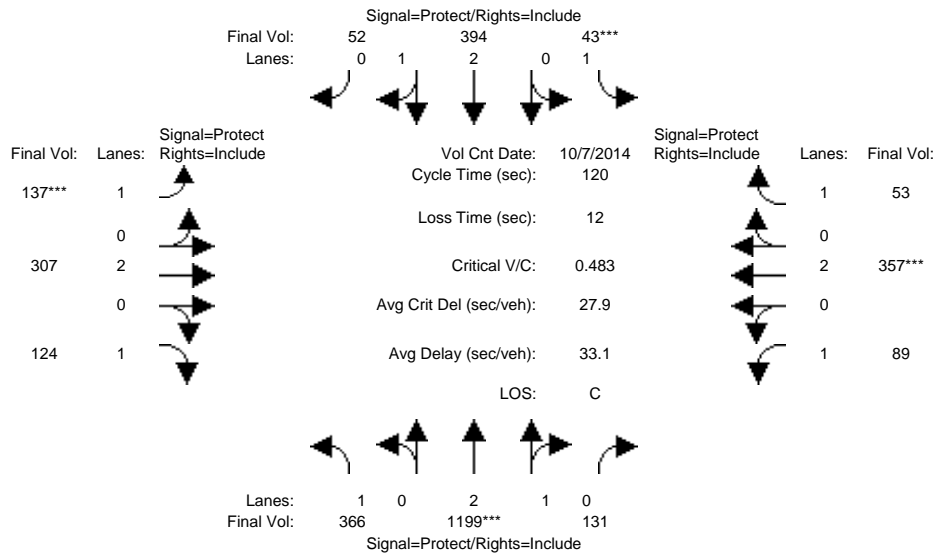 Signal=Protect/Rights=Include
Final Vol: 52 394 43***
Lanes: 0 1 2 0 1
Signal=Protect
Final Vol: Lanes: Rights=Include
Vol Cnt Date: 10/7/2014
Signal=Protect
Rights=Include Lanes: Final Vol:
Cycle Time (sec): 120
137*** 1
1 53
Loss Time (sec): 12
0
0
307 2
Critical V/C: 0.483
2 357***
0
Avg Crit Del (sec/veh): 27.9
0
124 1
Avg Delay (sec/veh): 33.1
1 89
LOS: C
Lanes: 1 0 2 1 0
Final Vol: 366 1199*** 131
Signal=Protect/Rights=Include